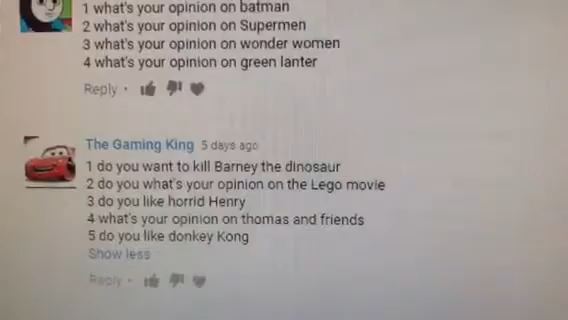 1 what's your opinion on batman
2 what's your opinion on Supermen
3 what's your opinion on wonder women
4 what's your opinion on green lanter
Reply •
The Gaming King 5 days ago
1 do you want to kill Barney the dinosaur
2 do you what's your opinion on the Lego movie
3 do you like horrid Henry
4 what's your opinion on thomas and friends
5 do you like donkey Kong
Show less
Reply •